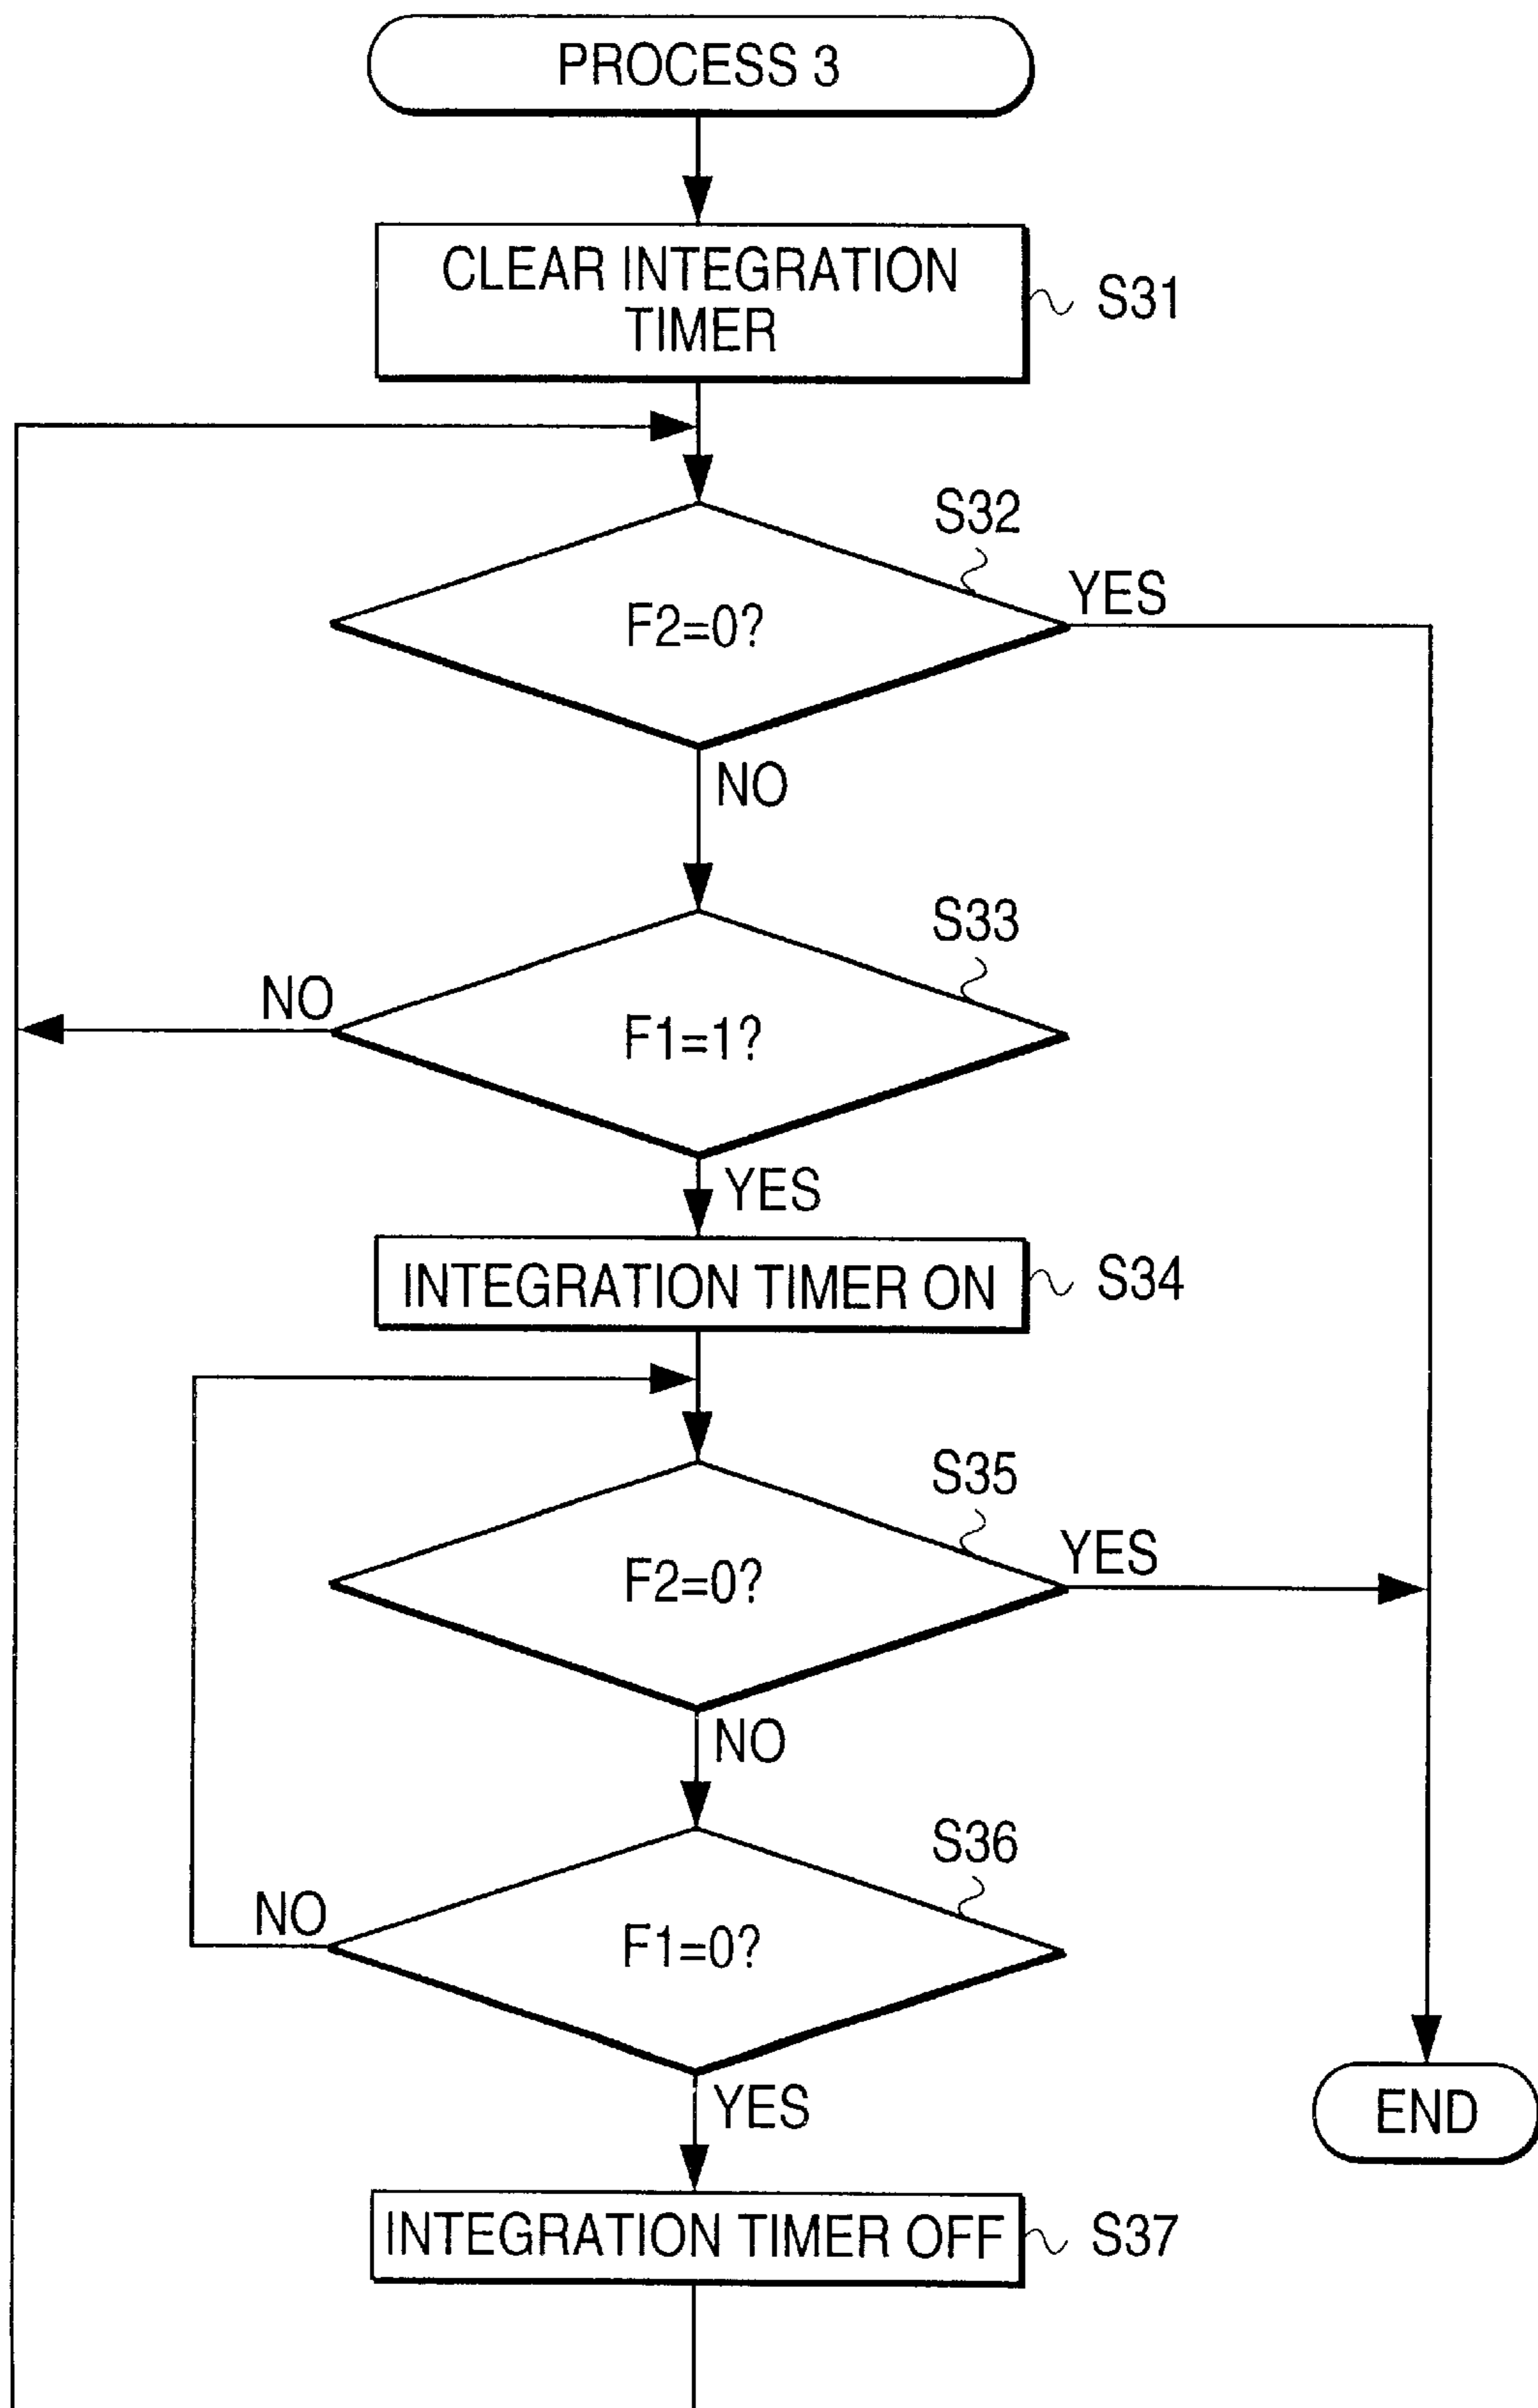 PROCESS 3
CLEAR INTEGRATION
TIMER
S31
S32
F2=0?
YES
NO
S33
F1=1?
NO
YES
INTEGRATION TIMER ON
S34
S35
F2=0?
YES
NO
S36
F1=0?
NO
YES
END
INTEGRATION TIMER OFF
S37